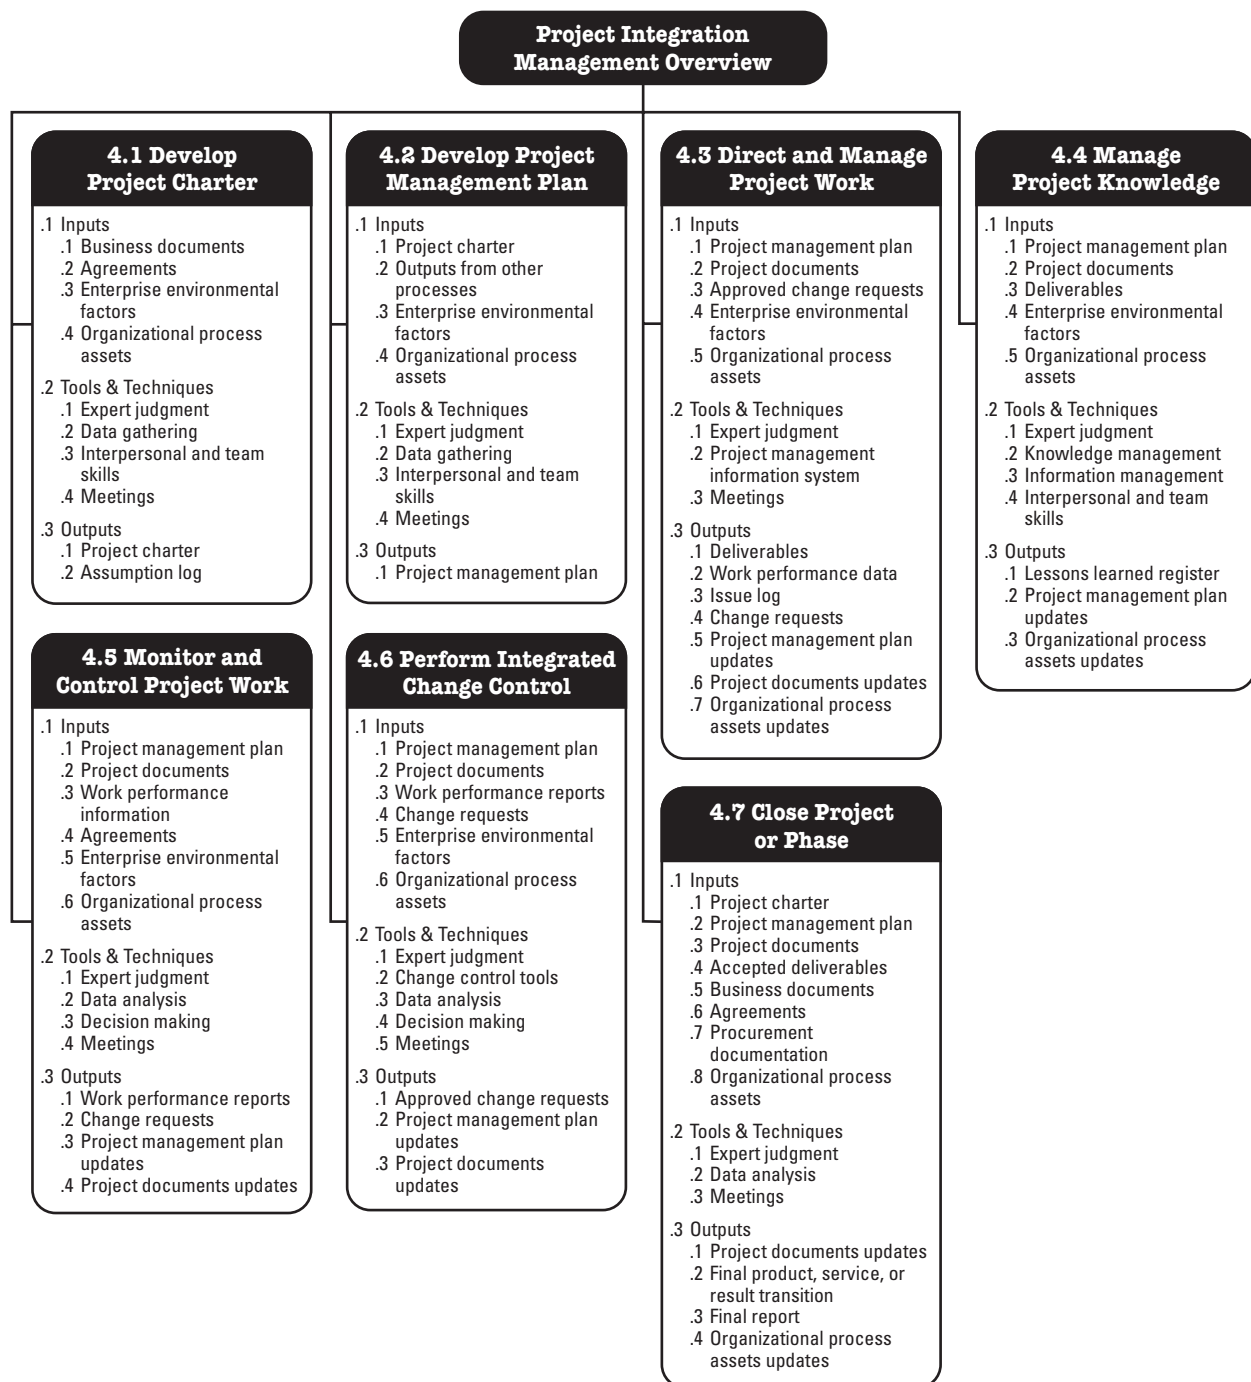 Project Integration
Management Overview
4.1 Develop
Project Charter
.1 Inputs
.1 Business documents
.2 Agreements
.3 Enterprise environmental
factors
.4 Organizational process
assets
.2 Tools & Techniques
.1 Expert judgment
.2 Data gathering
.3 Interpersonal and team
skills
.4 Meetings
.3 Outputs
.1 Project charter
.2 Assumption log
4.2 Develop Project
Management Plan
.1 Inputs
.1 Project charter
.2 Outputs from other
processes
.3 Enterprise environmental
factors
.4 Organizational process
assets
.2 Tools & Techniques
.1 Expert judgment
.2 Data gathering
.3 Interpersonal and team
skills
.4 Meetings
.3 Outputs
.1 Project management plan
4.3 Direct and Manage
Project Work
.1 Inputs
.1 Project management plan
.2 Project documents
.3 Approved change requests
.4 Enterprise environmental
factors
.5 Organizational process
assets
.2 Tools & Techniques
.1 Expert judgment
.2 Project management
information system
.3 Meetings
.3 Outputs
.1 Deliverables
.2 Work performance data
.3 Issue log
.4 Change requests
.5 Project management plan
updates
.6 Project documents updates
.7 Organizational process
assets updates
4.4 Manage
Project Knowledge
.1 Inputs
.1 Project management plan
.2 Project documents
.3 Deliverables
.4 Enterprise environmental
factors
.5 Organizational process
assets
.2 Tools & Techniques
.1 Expert judgment
.2 Knowledge management
.3 Information management
.4 Interpersonal and team
skills
.3 Outputs
.1 Lessons learned register
.2 Project management plan
updates
.3 Organizational process
assets updates
4.5 Monitor and
Control Project Work
.1 Inputs
.1 Project management plan
.2 Project documents
.3 Work performance
information
.4 Agreements
.5 Enterprise environmental
factors
.6 Organizational process
assets
.2 Tools & Techniques
.1 Expert judgment
.2 Data analysis
.3 Decision making
.4 Meetings
.3 Outputs
.1 Work performance reports
.2 Change requests
.3 Project management plan
updates
.4 Project documents updates
4.6 Perform Integrated
Change Control
.1 Inputs
.1 Project management plan
.2 Project documents
.3 Work performance reports
.4 Change requests
.5 Enterprise environmental
factors
.6 Organizational process
assets
.2 Tools & Techniques
.1 Expert judgment
.2 Change control tools
.3 Data analysis
.4 Decision making
.5 Meetings
.3 Outputs
.1 Approved change requests
.2 Project management plan
updates
.3 Project documents
updates
4.7 Close Project
or Phase
.1 Inputs
.1 Project charter
.2 Project management plan
.3 Project documents
.4 Accepted deliverables
.5 Business documents
.6 Agreements
.7 Procurement
documentation
.8 Organizational process
assets
.2 Tools & Techniques
.1 Expert judgment
.2 Data analysis
.3 Meetings
.3 Outputs
.1 Project documents updates
.2 Final product, service, or
result transition
.3 Final report
.4 Organizational process
assets updates